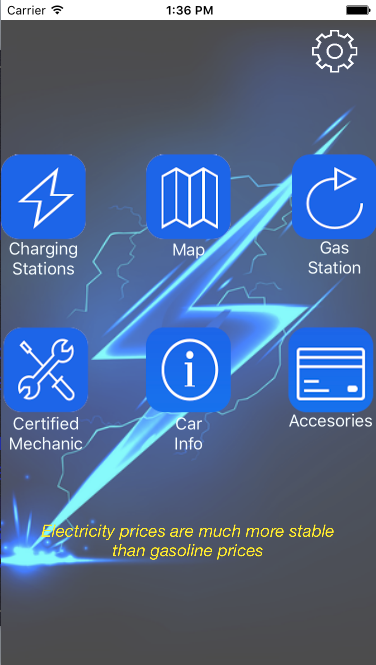 Carrier
1:36 PM
Charging
Stations
Map
Gas
Station
Certified
Mechanic
Car
Info
Accesories
Electricity prices are much more stable
than gasoline prices